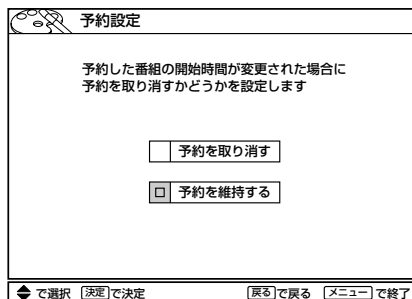 予約設定
予約した番組の開始時間が変更された場合に
予約を取り消すかどうかを設定します
予約を取り消す
予約を維持する
で選択 決定で決定 戻るで戻る メニューで終了